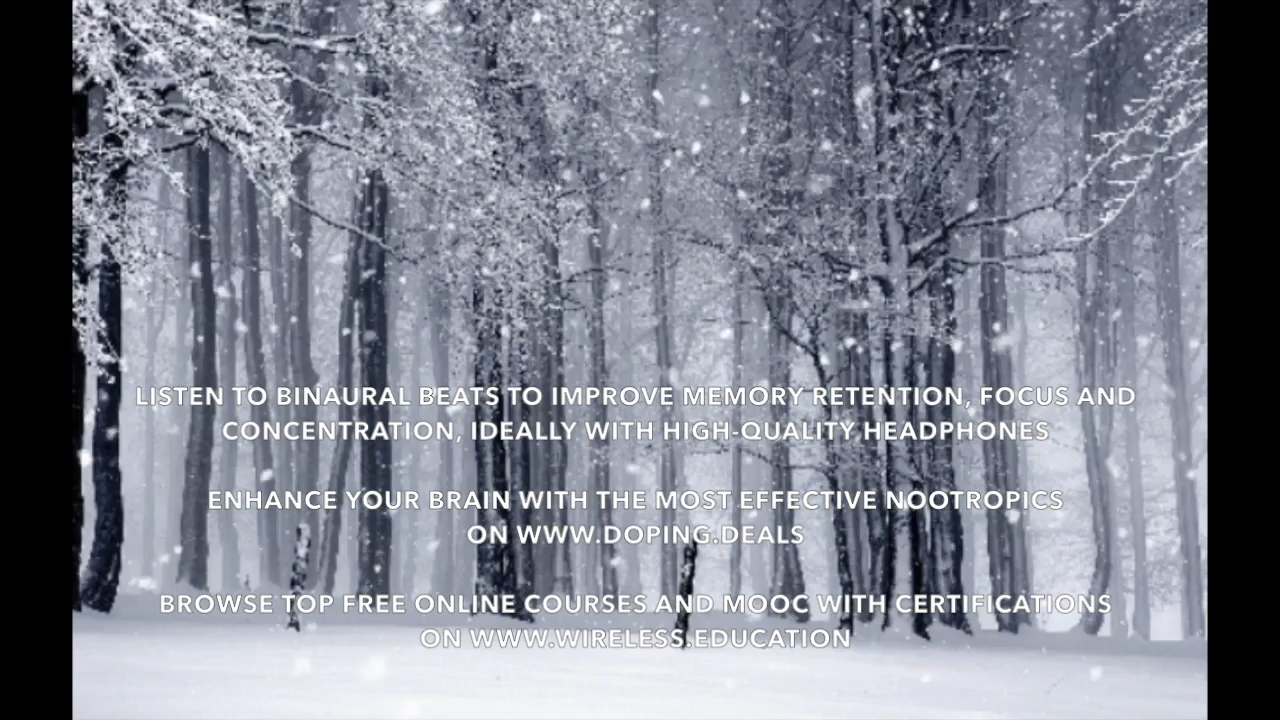 LISTEN TO BINAURAL BEATS TO IMPROVE MEMORY RETENTION, FOCUS AND
CONCENTRATION, IDEALLY WITH HIGH-QUALITY HEADPHONES
ENHANCE YOUR BRAIN WITH THE MOST EFFECTIVE NOOTROPICS
ON WWW.DOPING.DEALS
BROWSE TOP FREE ONLINE COURSES AND MOOC WITH CERTIFICATIONS
ON WWW.WIRELESS.EDUCATION